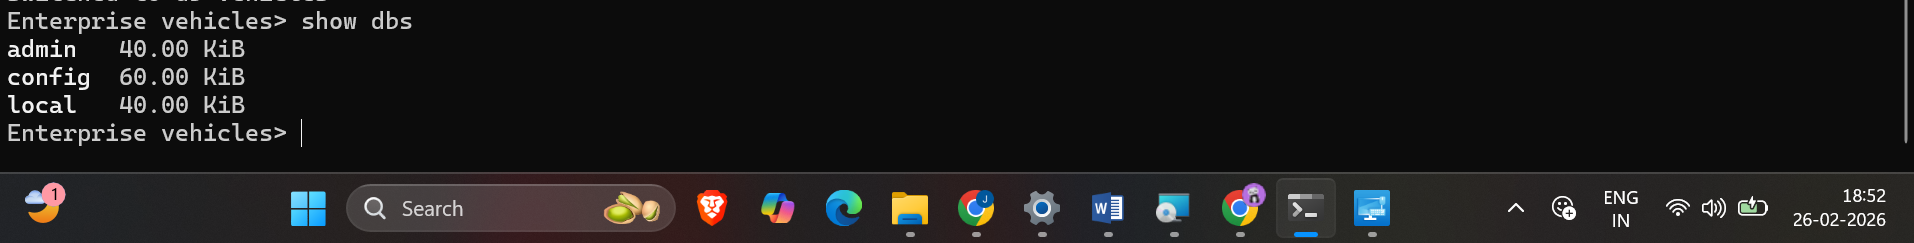 Enterprise vehicles> show dbs
admin   40.00 KiB
config  60.00 KiB
local   40.00 KiB
Enterprise vehicles>
1
Search
J
W
ENG
IN
18:52
26-02-2026